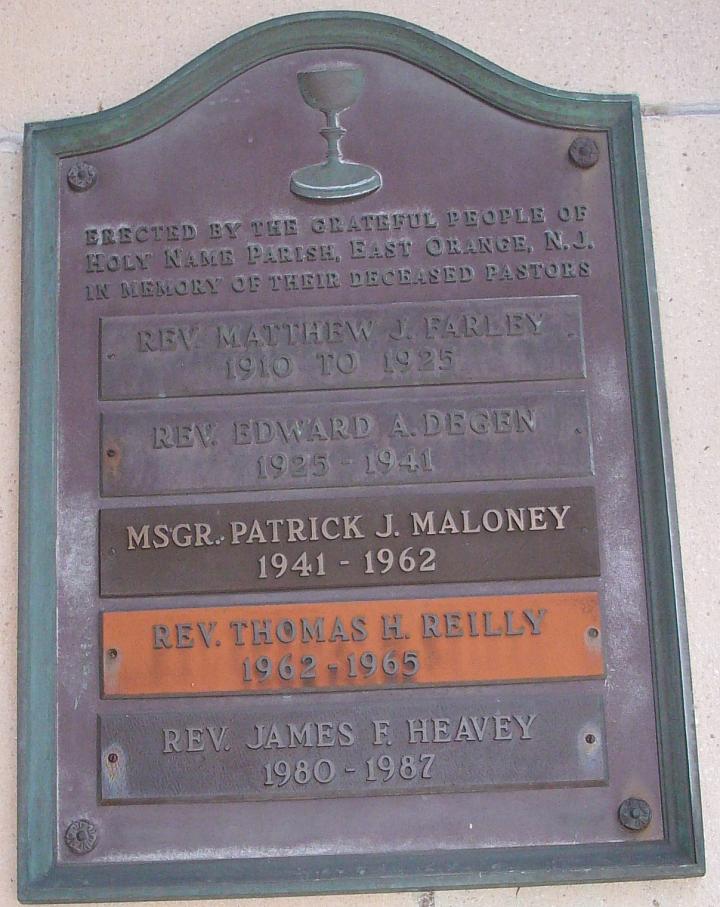 ERECTED BY THE GRATEFUL PEOPLE OF
HOLY NAME PARISH, EAST ORANGE, N.J.
IN MEMORY OF THEIR DECEASED PASTORS
REV. MATTHEW J. FARLEY
1910 TO 1925
REV. EDWARD A. DEGEN
1925 - 1941
MSGR. PATRICK J. MALONEY
1941 - 1962
REV. THOMAS H. REILLY
1962 - 1965
REV. JAMES F. HEAVEY
1980 - 1987